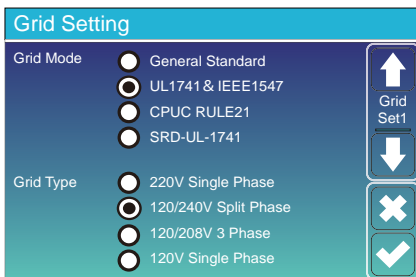 Grid Setting
Grid Mode
General Standard
UL1741 & IEEE1547
CPUC RULE21
SRD-UL-1741
Grid Type
220V Single Phase
120/240V Split Phase
120/208V 3 Phase
120V Single Phase
Grid
Set1